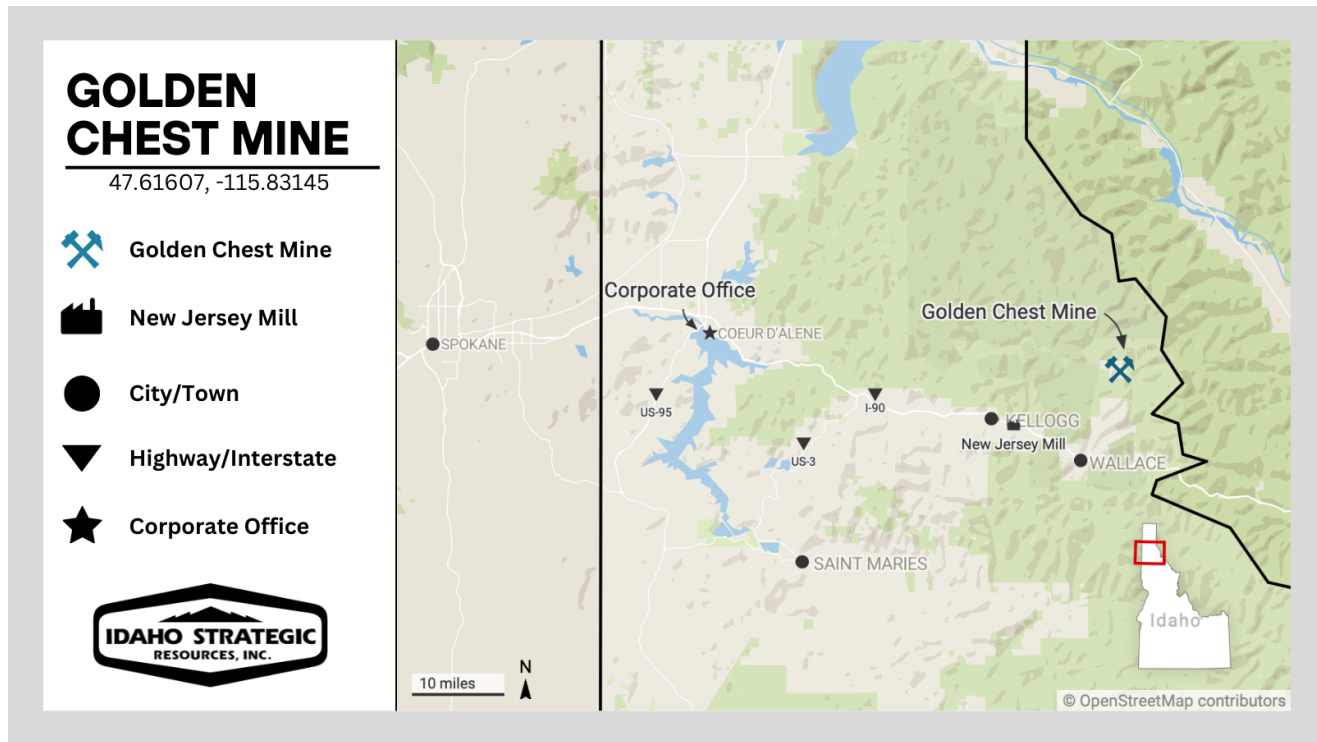 GOLDEN
CHEST MINE
47.61607, -115.83145
Golden Chest Mine
New Jersey Mill
City/Town
Highway/Interstate
Corporate Office
IDAHO STRATEGIC
RESOURCES, INC.
Corporate Office
COEUR D'ALENE
Golden Chest Mine
SPOKANE
US-95
I-90
KELLOGG
New Jersey Mill
US-3
WALLACE
SAINT MARIES
Idaho
10 miles
N
© OpenStreetMap contributors